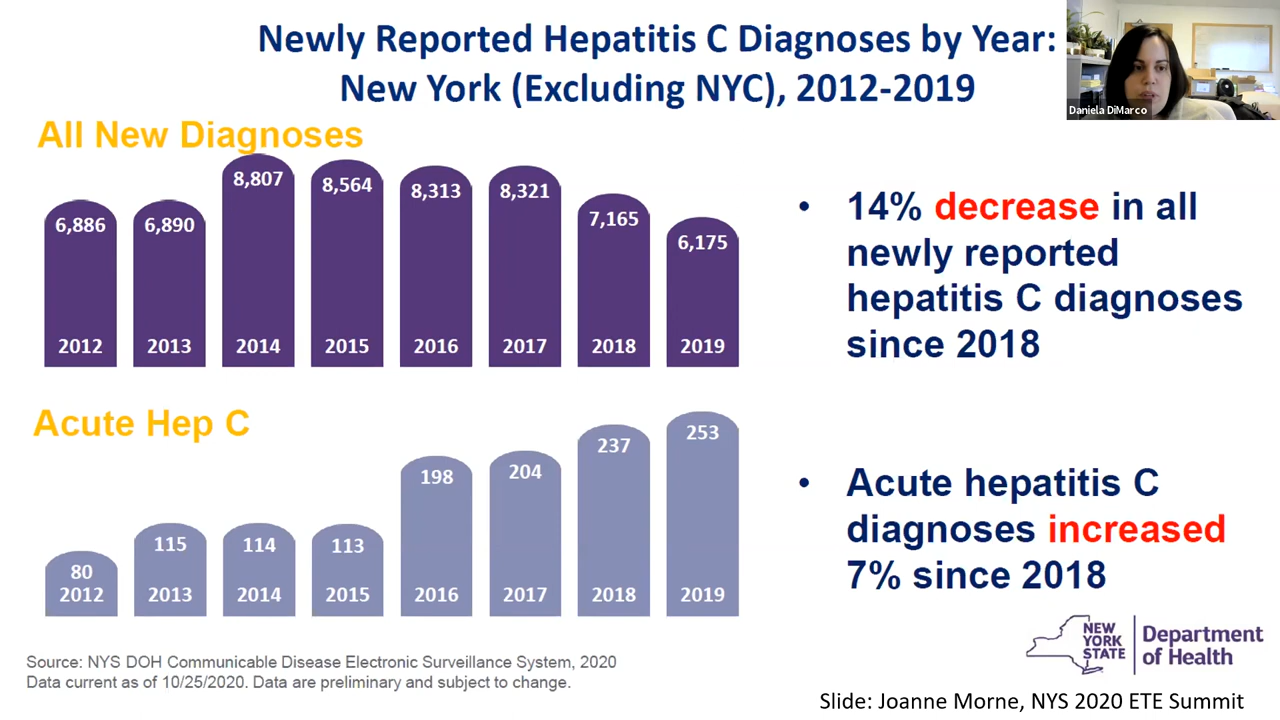 Newly Reported Hepatitis C Diagnoses by Year:
New York (Excluding NYC), 2012-2019
Daniela DiMarco
All New Diagnoses
6,886
6,890
8,807
8,564
8,313
8,321
7,165
6,175
2012
2013
2014
2015
2016
2017
2018
2019
• 14% decrease in all
newly reported
hepatitis C diagnoses
since 2018
Acute Hep C
80
115
114
113
198
204
237
253
2012
2013
2014
2015
2016
2017
2018
2019
• Acute hepatitis C
diagnoses increased
7% since 2018
NEW
YORK
STATE
Department
of Health
Source: NYS DOH Communicable Disease Electronic Surveillance System, 2020
Data current as of 10/25/2020. Data are preliminary and subject to change.
Slide: Joanne Morne, NYS 2020 ETE Summit